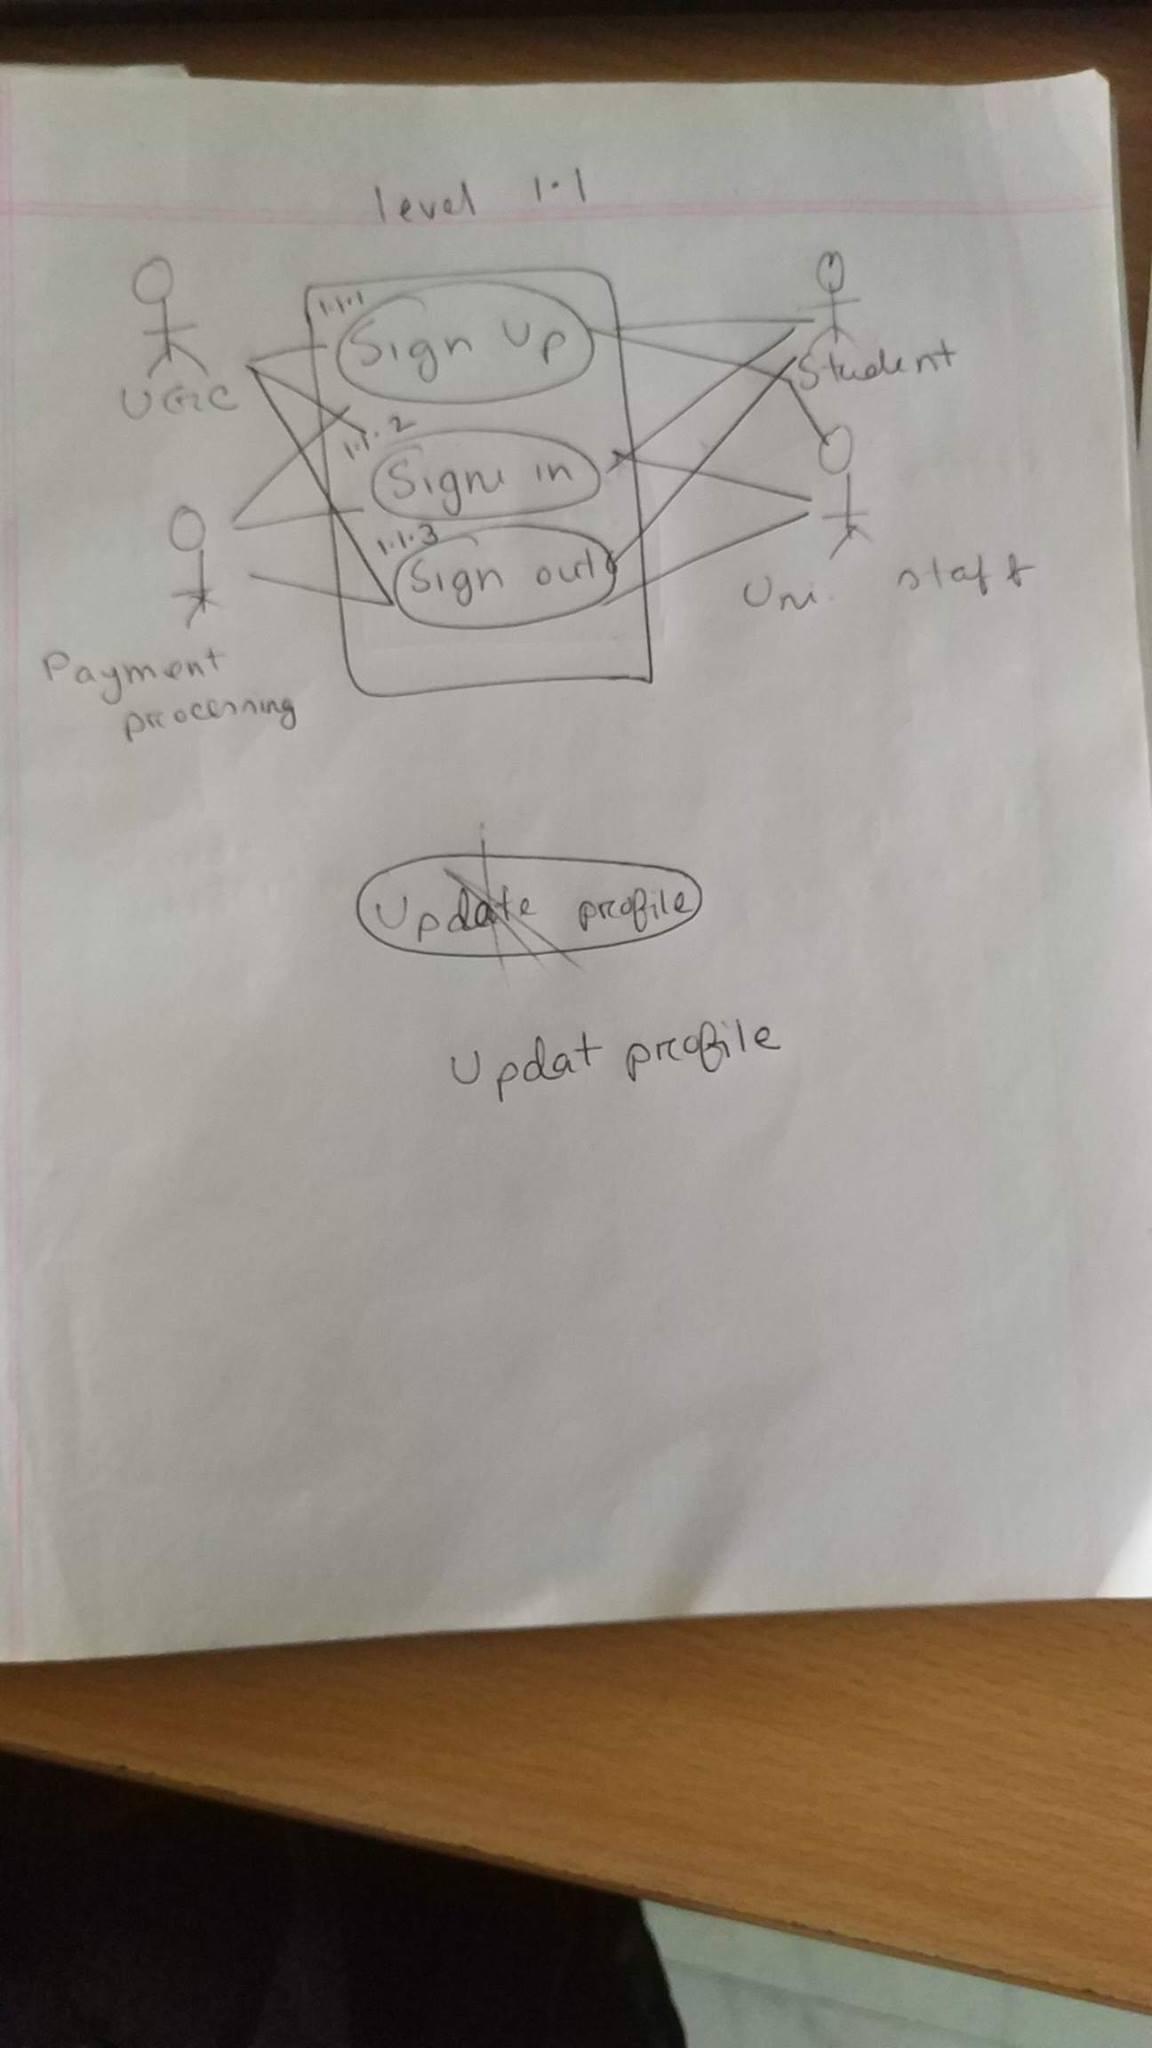 level 1.1
1.1.1
Sign Up
UGC
Student
1.1.2
Sign in
1.1.3
Sign out
Uni. staff
Payment
processing
Update profile
Updat profile